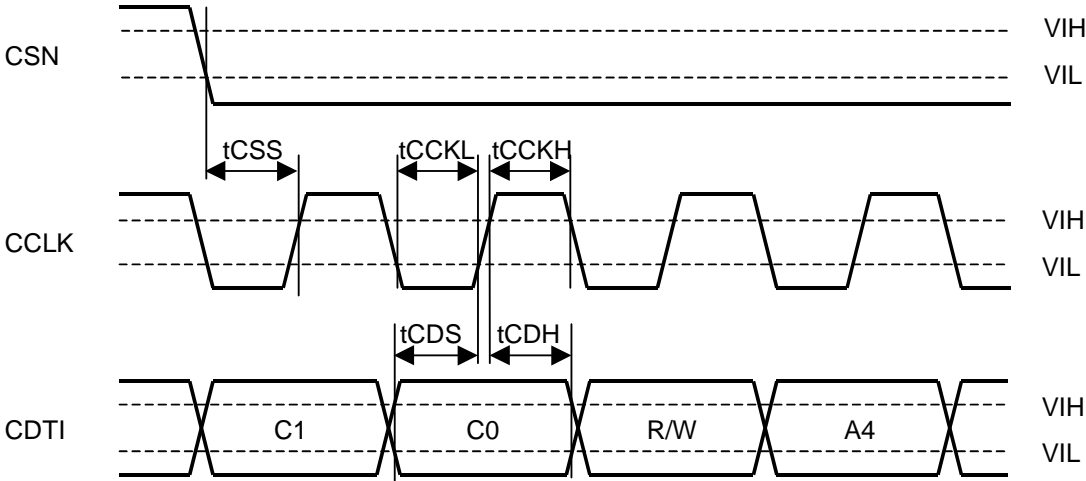 CSN
VIH
VIL
tCSS
tCCKL
tCCKH
CCLK
VIH
VIL
tCDS
tCDH
CDTI
C1
C0
R/W
A4
VIH
VIL